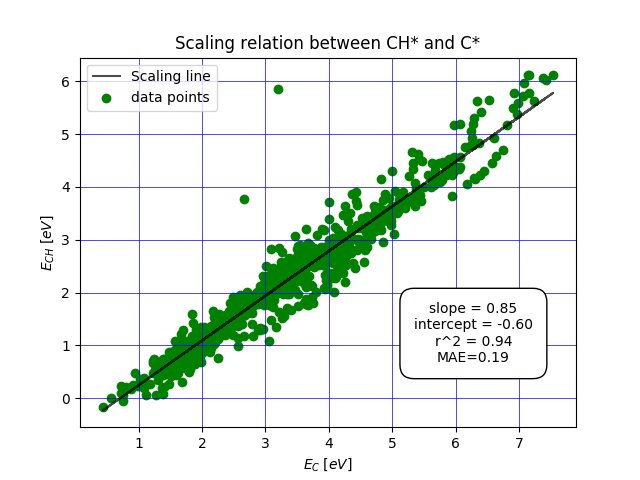 Scaling relation between CH* and C*
Scaling line
data points
6
5
4
3
2
1
0
E_CH [eV]
slope = 0.85
intercept = -0.60
r^2 = 0.94
MAE=0.19
1 2 3 4 5 6 7
E_C [eV]